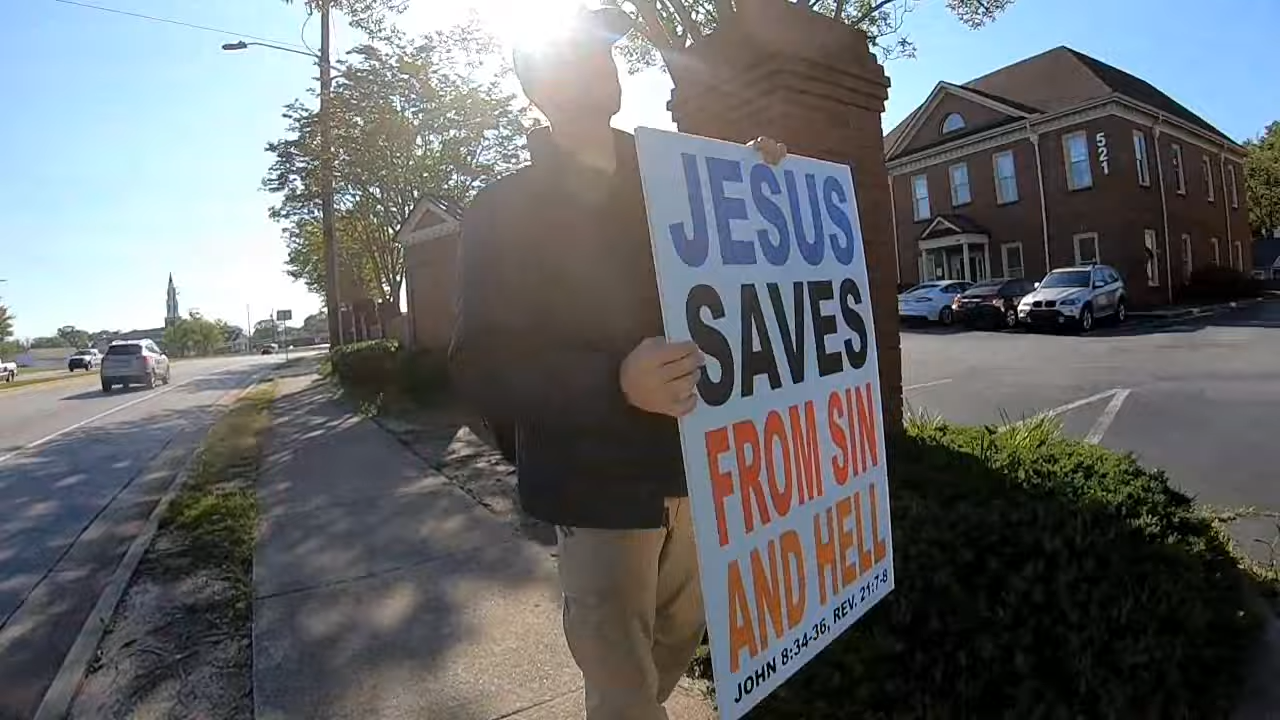 JESUS
SAVES
FROM SIN
AND HELL
JOHN 8:34-36, REV. 21:7-8
521